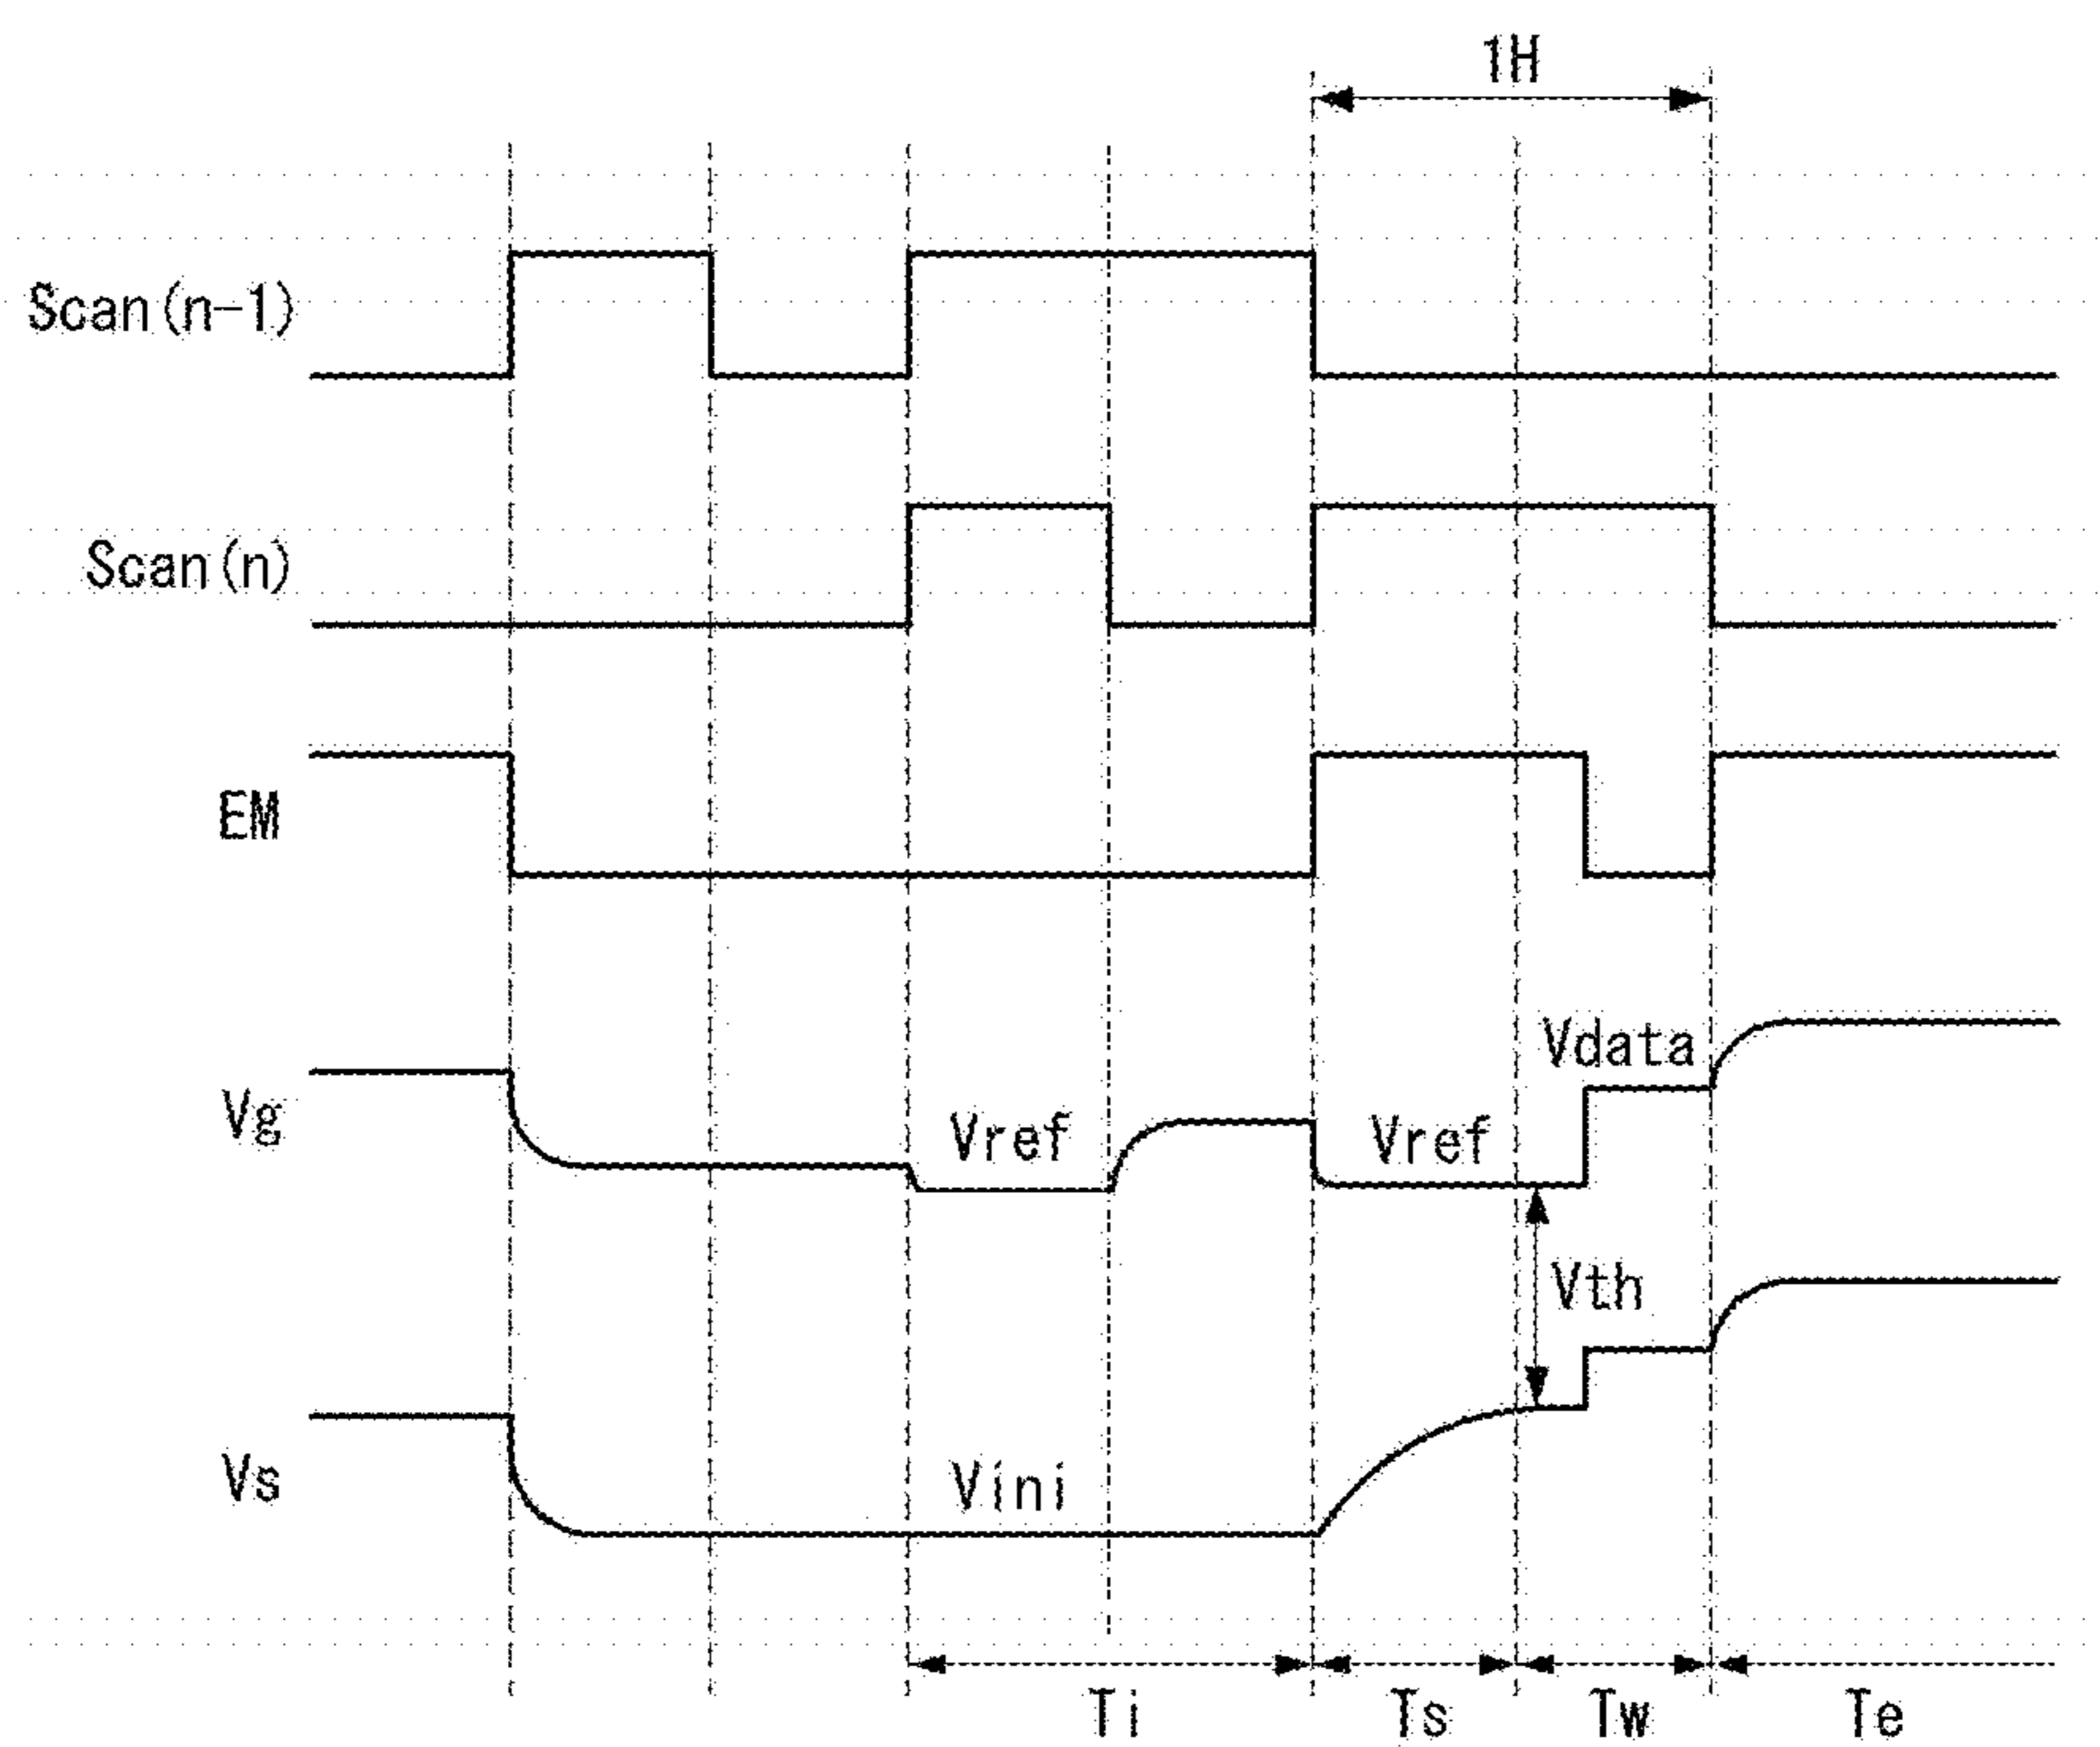 1H
Scan(n-1)
Scan(n)
EM
Vdata
Vg
Vref
Vref
Vth
Vs
Vini
Ti
Ts
Tw
Te